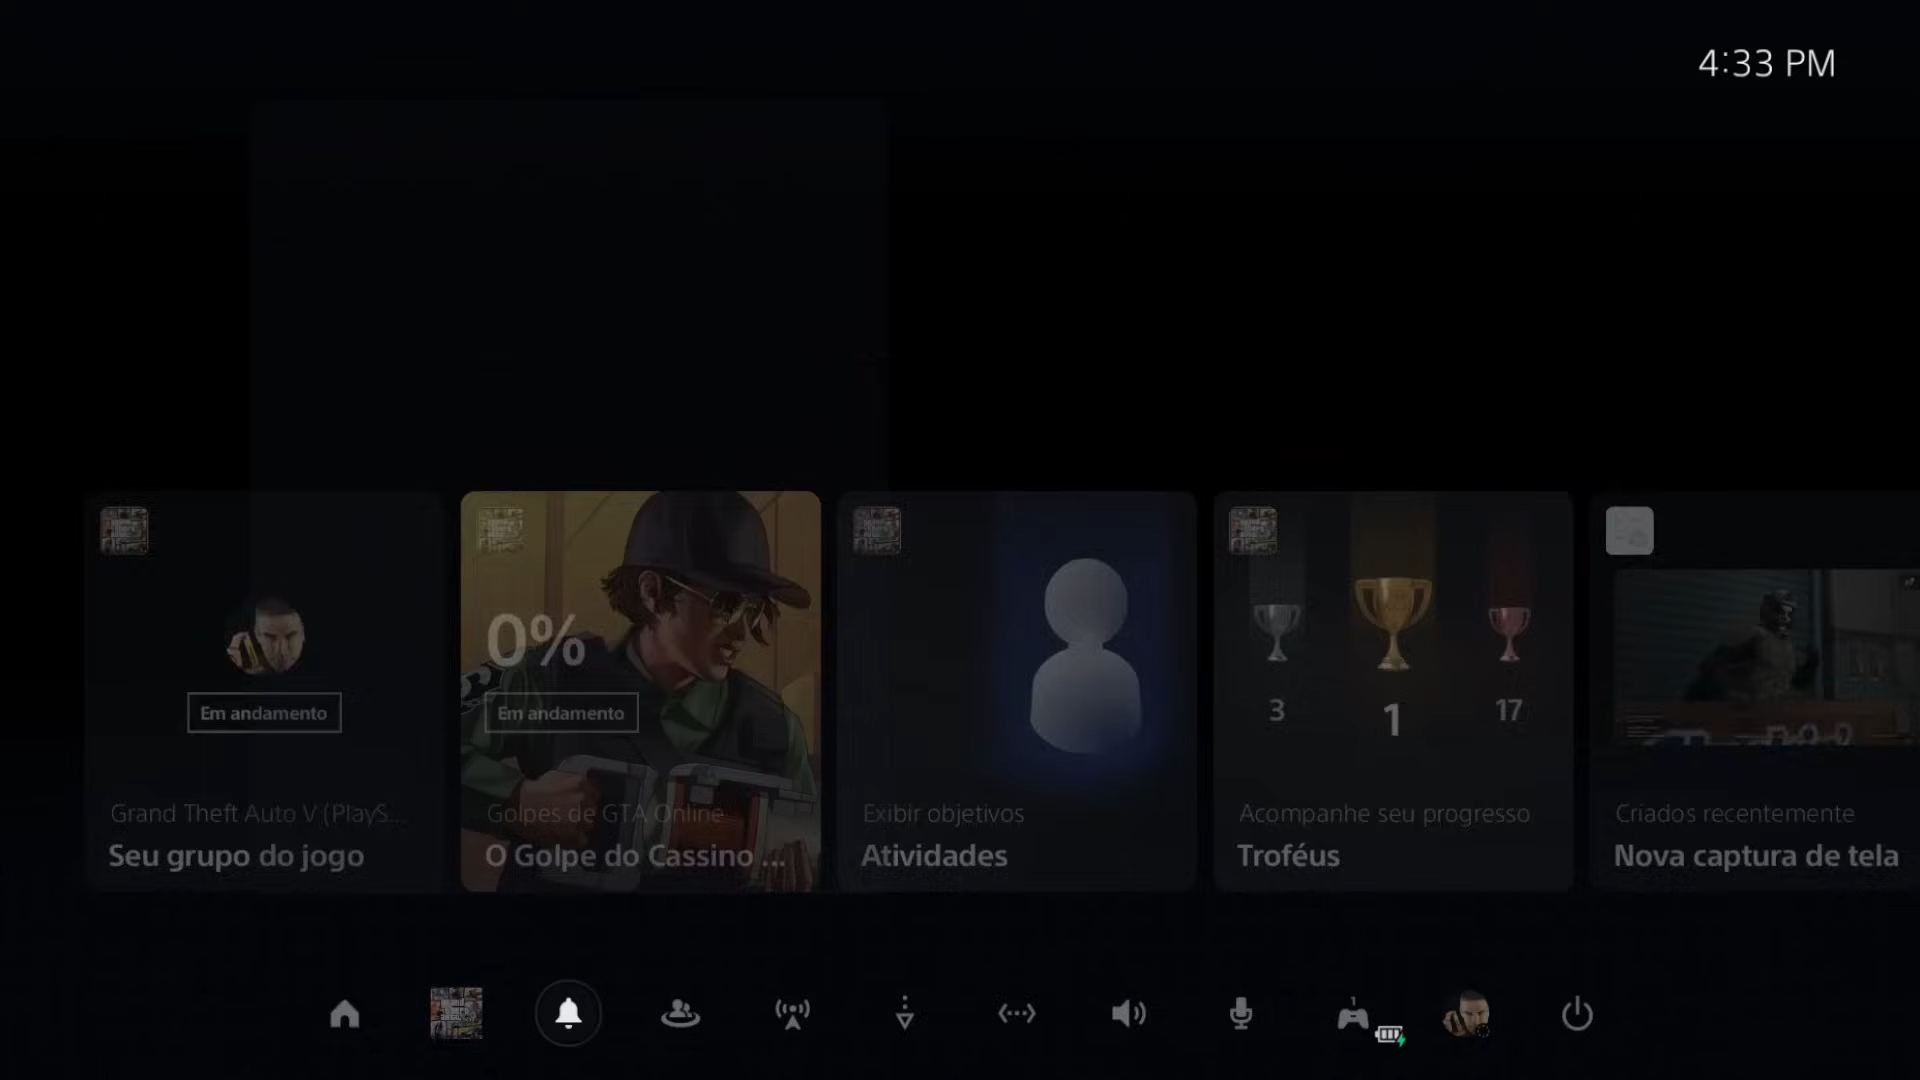 4:33 PM
Em andamento
Grand Theft Auto V (PlayS...
Seu grupo do jogo
0%
Em andamento
Golpes de GTA Online
O Golpe do Cassino ...
Exibir objetivos
Atividades
3
1
17
Acompanhe seu progresso
Troféus
Criados recentemente
Nova captura de tela
1